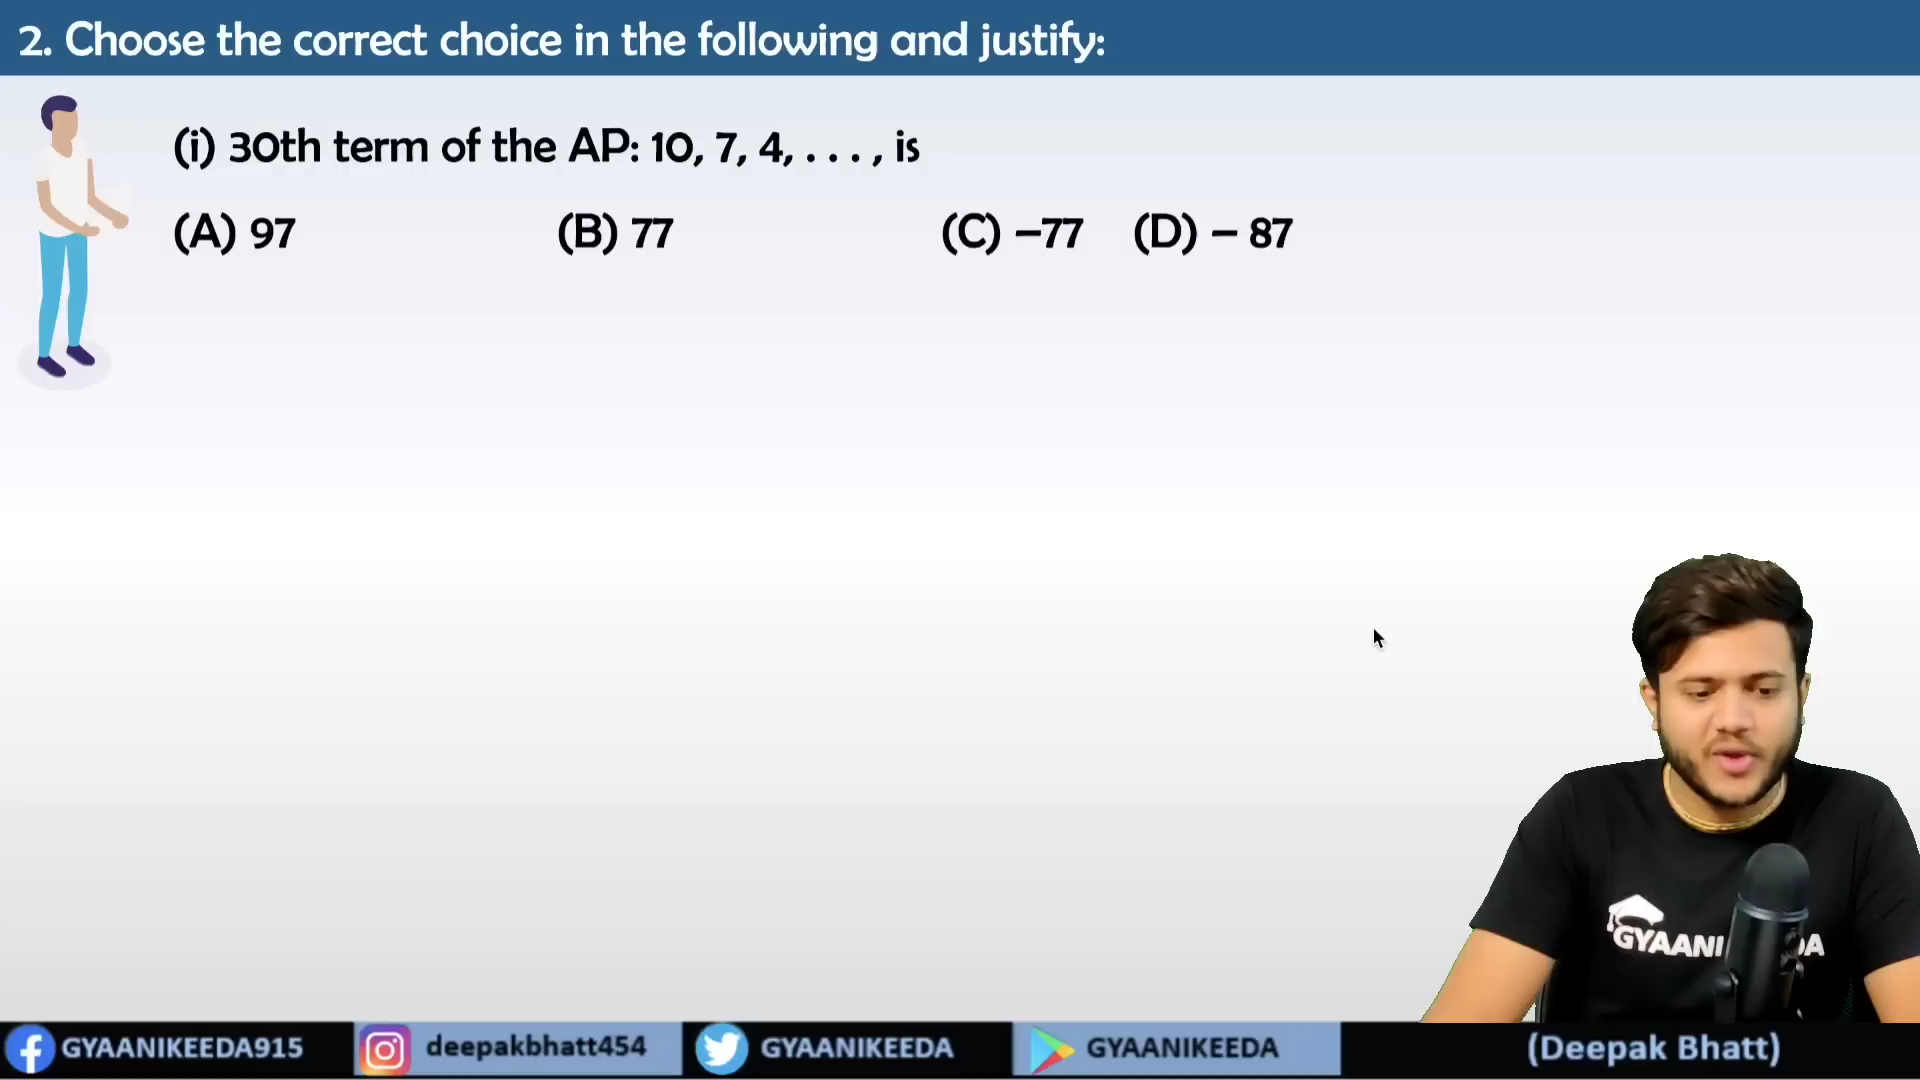 2. Choose the correct choice in the following and justify:
(i) 30th term of the AP: 10, 7, 4, . . . , is
(A) 97 (B) 77 (C) –77 (D) – 87
GYAANIKEEDA915 deepakbhatt454 GYAANIKEEDA GYAANIKEEDA (Deepak Bhatt)